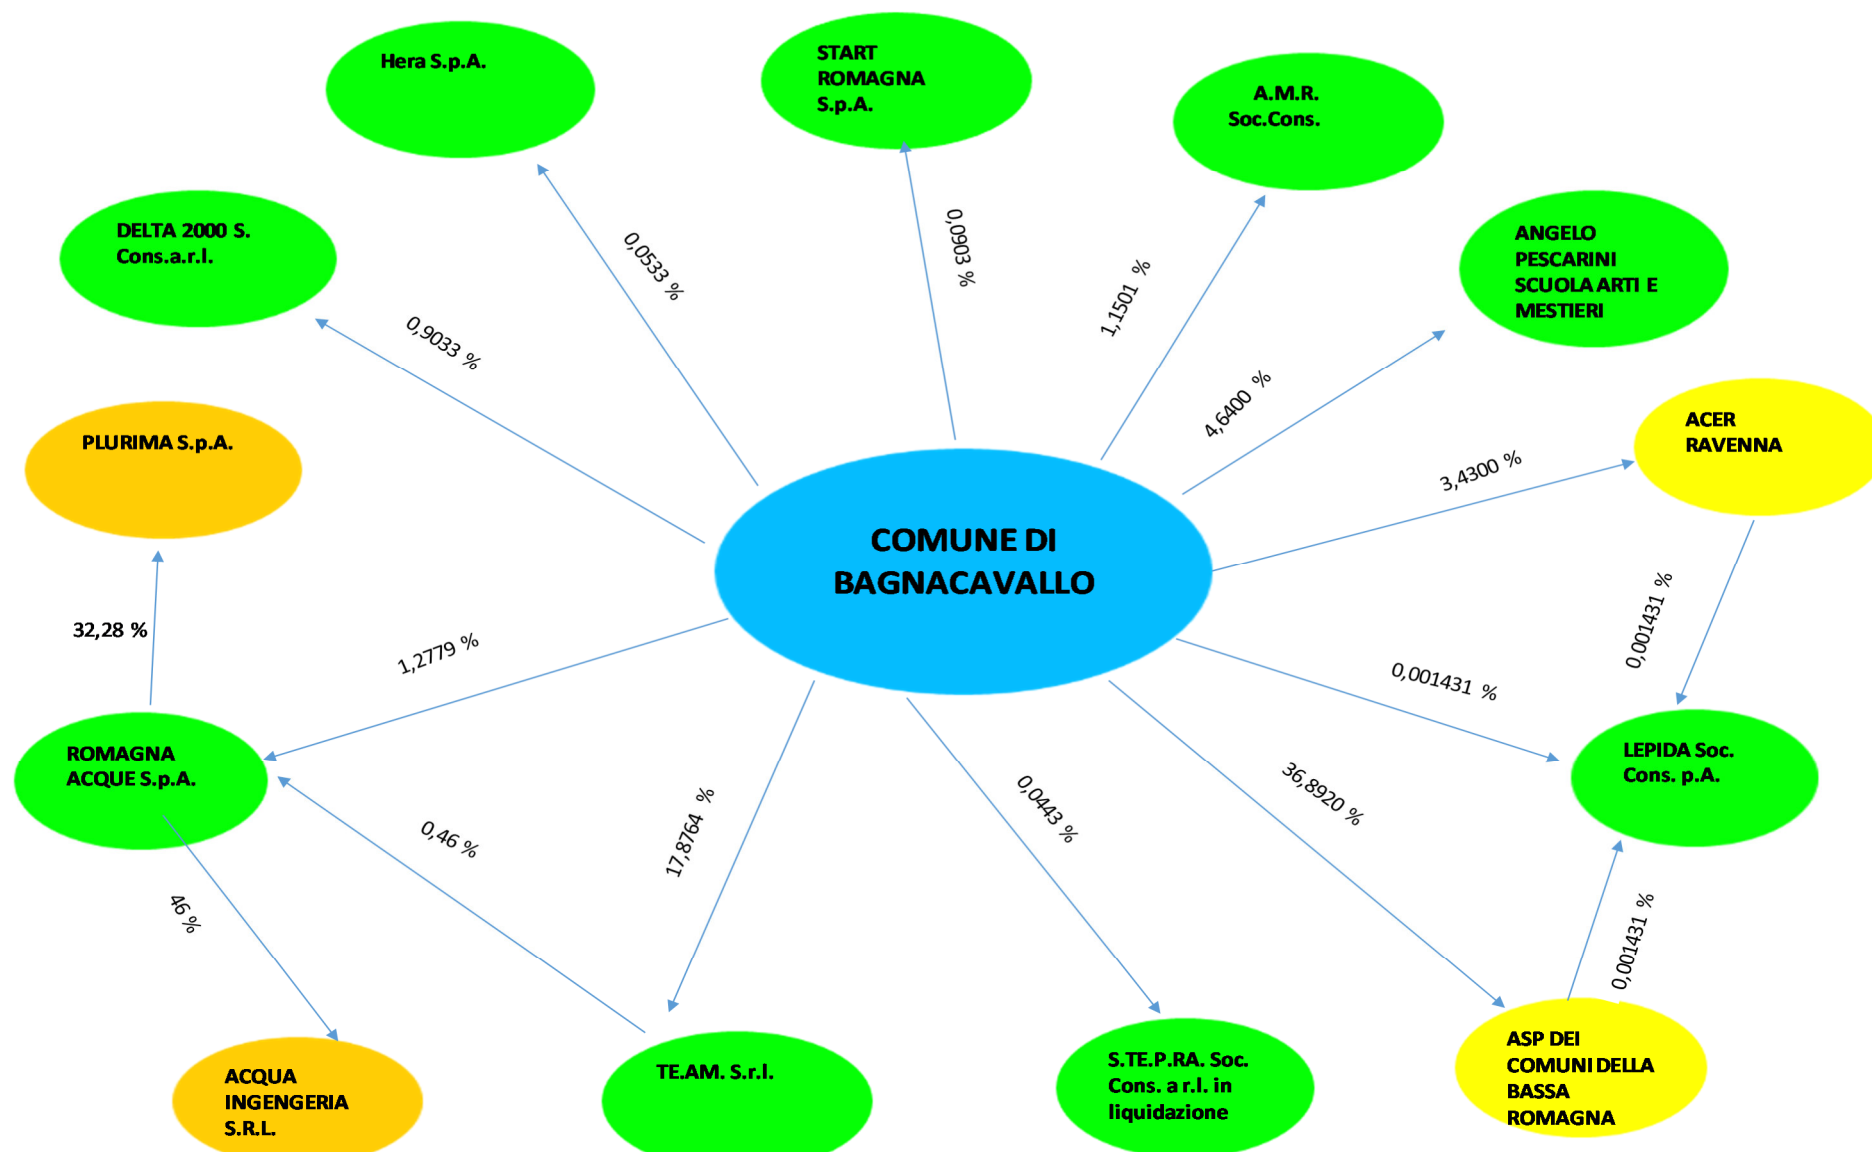 Hera S.p.A.
START
ROMAGNA
S.p.A.
A.M.R.
Soc.Cons.
DELTA 2000 S.
Cons.a.r.l.
ANGELO
PESCARINI
SCUOLA ARTI E
MESTIERI
0,0533 %
0,0903 %
1,1501 %
0,9033 %
4,6400 %
PLURIMA S.p.A.
ACER
RAVENNA
3,4300 %
COMUNE DI
BAGNACAVALLO
32,28 %
1,2779 %
0,001431 %
0,001431 %
ROMAGNA
ACQUE S.p.A.
LEPIDA Soc.
Cons. p.A.
0,46 %
17,8764 %
0,0443 %
36,8920 %
46 %
0,001431 %
ACQUA
INGENGERIA
S.R.L.
TE.AM. S.r.l.
S.TE.P.RA. Soc.
Cons. a r.l. in
liquidazione
ASP DEI
COMUNI DELLA
BASSA
ROMAGNA